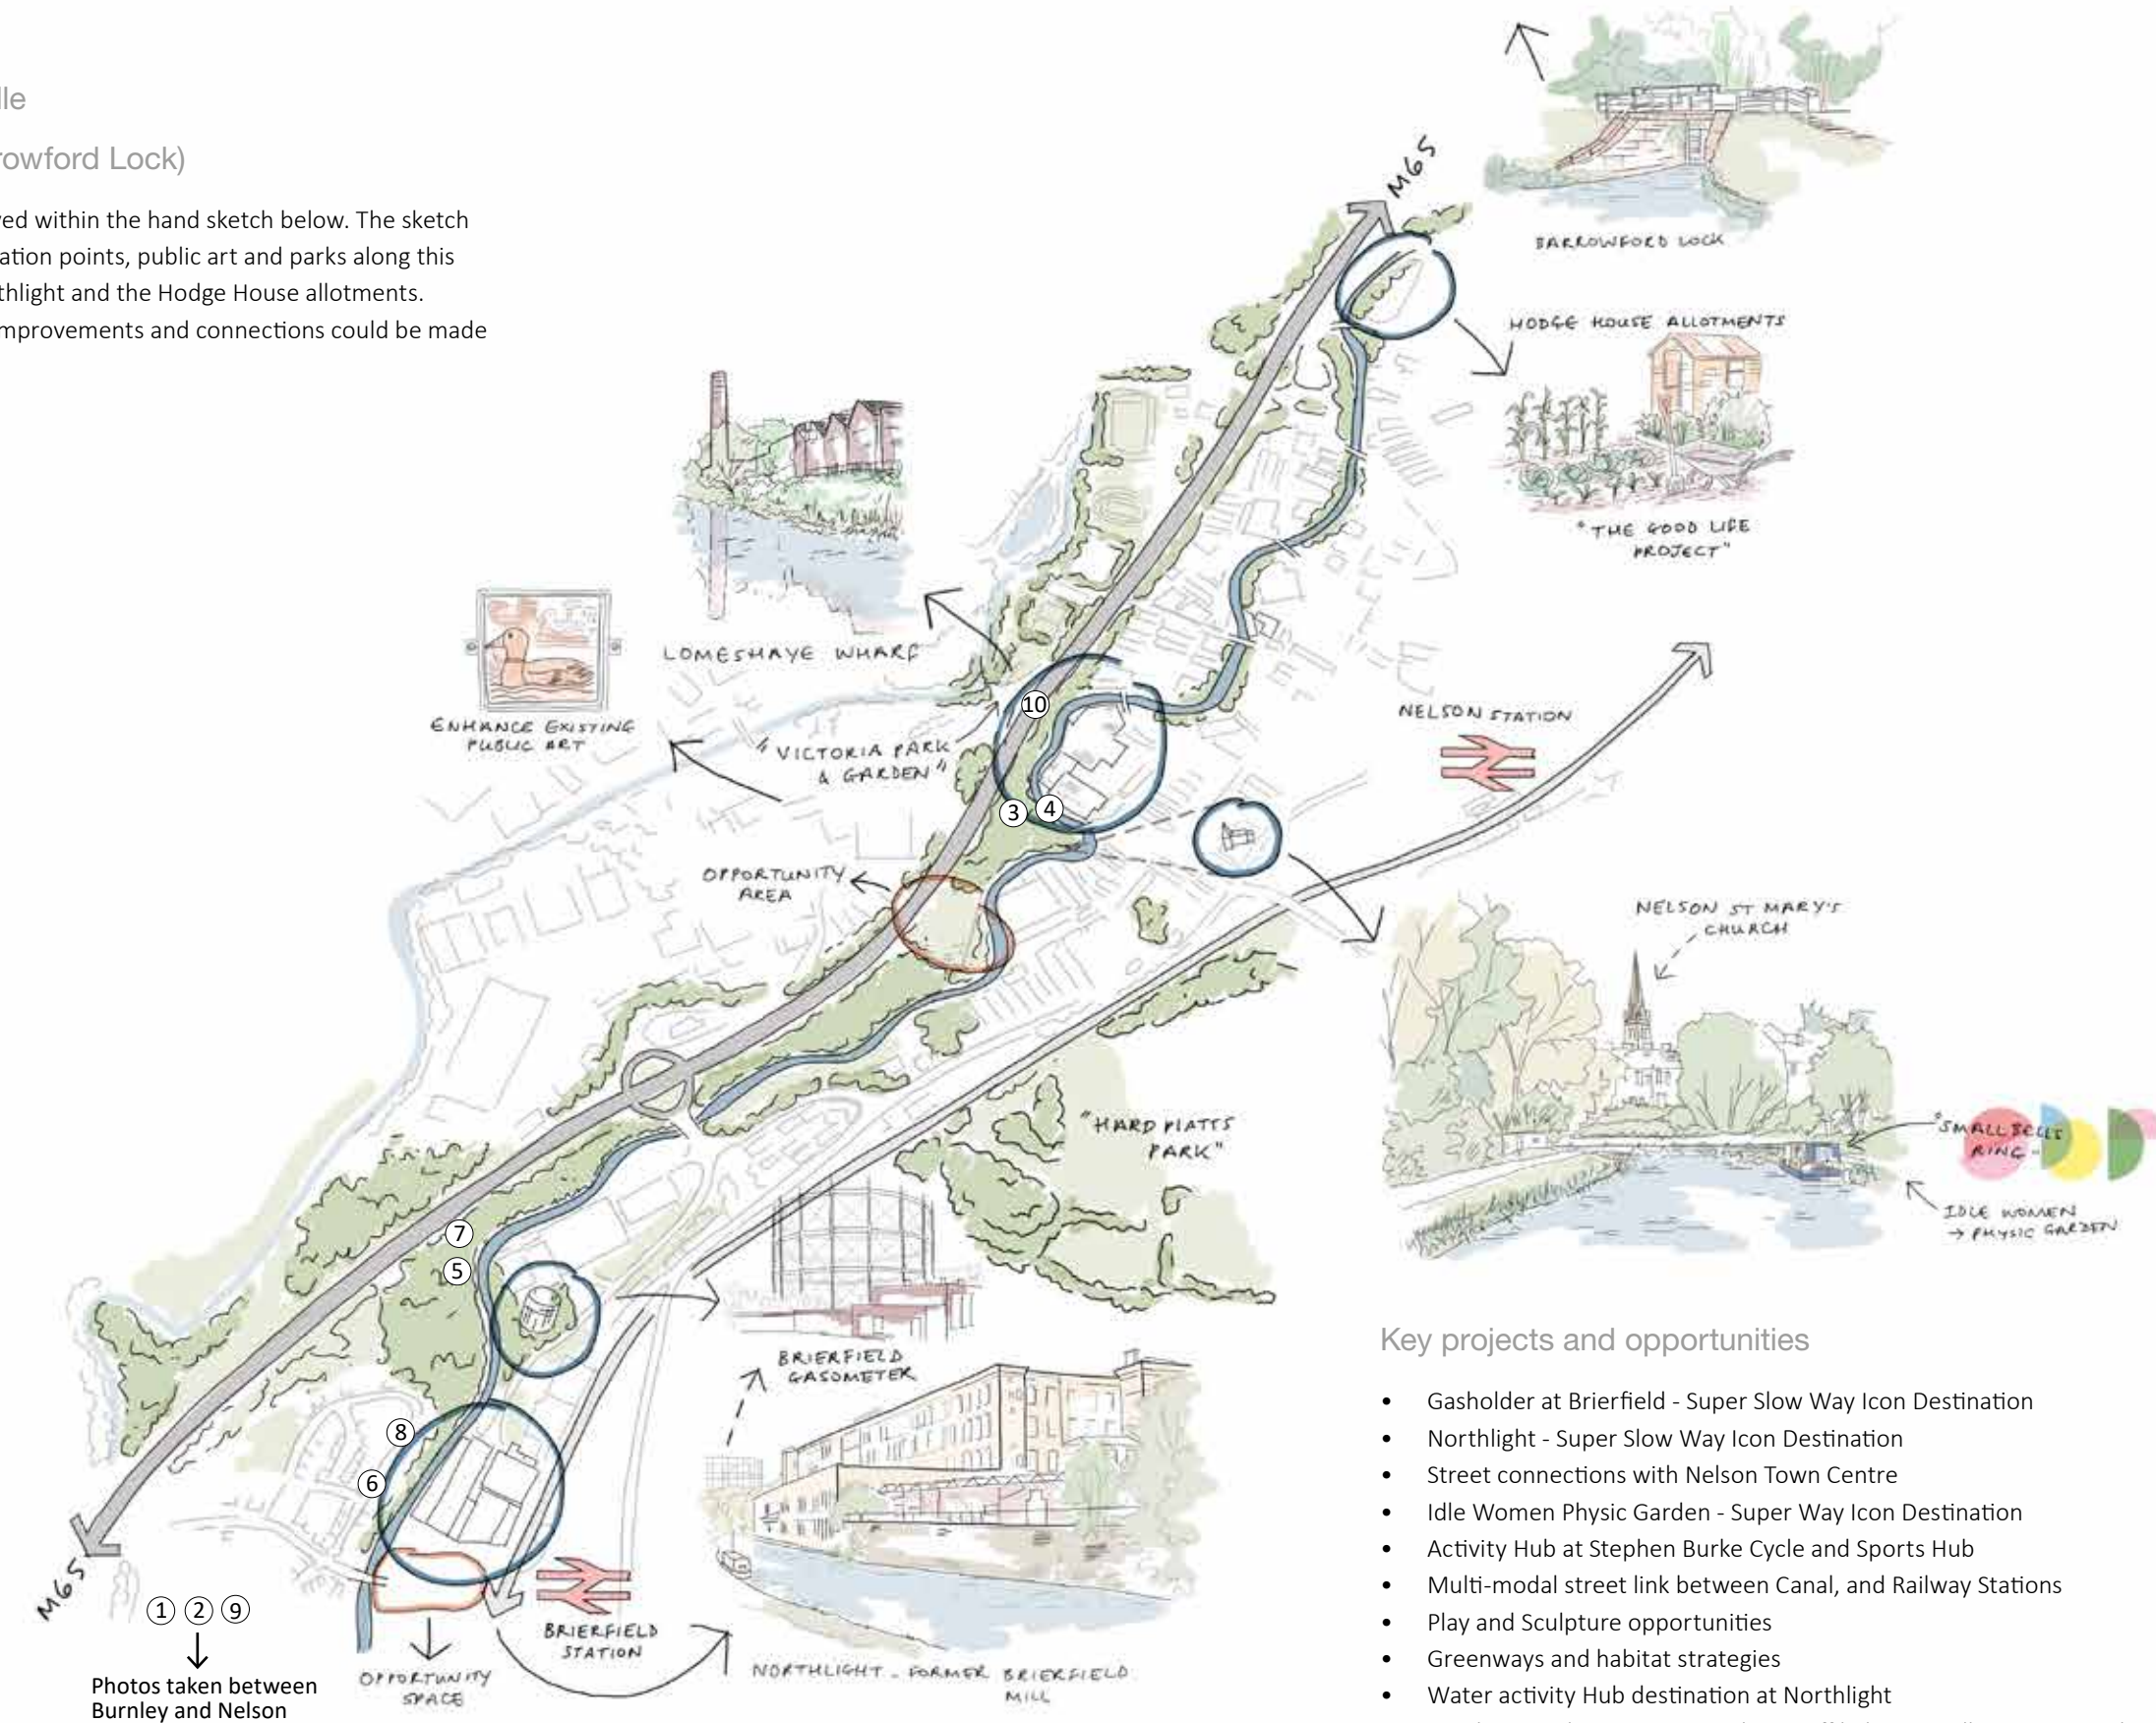 rowford Lock)
ved within the hand sketch below. The sketch
ation points, public art and parks along this
thlight and the Hodge House allotments.
mprovements and connections could be made
M65
BARROWFORD LOCK
HODGE HOUSE ALLOTMENTS
"THE GOOD LIFE
PROJECT"
LOMESHAYE WHARF
ENHANCE EXISTING
PUBLIC ART
"VICTORIA PARK
& GARDEN"
10
3 4
NELSON STATION
OPPORTUNITY
AREA
NELSON ST MARY'S
CHURCH
"HARD PLATTS
PARK"
"SMALL BELLS
RING"
IDLE WOMEN
→ PHYSIC GARDEN
7
5
BRIERFIELD
GASOMETER
8
6
M65
1 2 9
Photos taken between
Burnley and Nelson
OPPORTUNITY
SPACE
BRIERFIELD
STATION
NORTHLIGHT - FORMER BRIERFIELD
MILL
Key projects and opportunities
• Gasholder at Brierfield - Super Slow Way Icon Destination
• Northlight - Super Slow Way Icon Destination
• Street connections with Nelson Town Centre
• Idle Women Physic Garden - Super Way Icon Destination
• Activity Hub at Stephen Burke Cycle and Sports Hub
• Multi-modal street link between Canal, and Railway Stations
• Play and Sculpture opportunities
• Greenways and habitat strategies
• Water activity Hub destination at Northlight